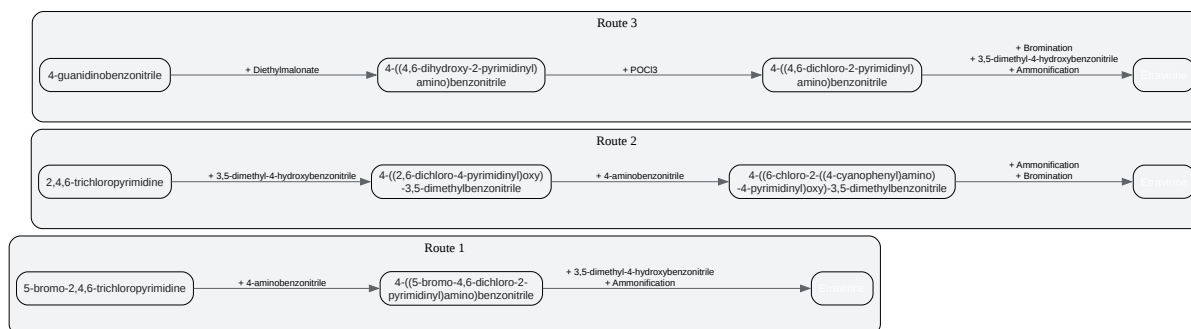 Route 3
4-guanidinobenzonitrile
+ Diethylmalonate
4-((4,6-dihydroxy-2-pyrimidinyl
amino)benzonitrile
+ POCl3
4-((4,6-dichloro-2-pyrimidinyl)
amino)benzonitrile
+ Bromination
+ 3,5-dimethyl-4-hydroxybenzonitrile
+ Ammonification
Etravirine
Route 2
2,4,6-trichloropyrimidine
+ 3,5-dimethyl-4-hydroxybenzonitrile
4-((2,6-dichloro-4-pyrimidinyl)oxy)
-3,5-dimethylbenzonitrile
+ 4-aminobenzonitrile
4-((6-chloro-2-((4-cyanophenyl)amino)
-4-pyrimidinyl)oxy)-3,5-dimethylbenzonitrile
+ Ammonification
+ Bromination
Etravirine
Route 1
5-bromo-2,4,6-trichloropyrimidine
+ 4-aminobenzonitrile
4-((5-bromo-4,6-dichloro-2-
pyrimidinyl)amino)benzonitrile
+ 3,5-dimethyl-4-hydroxybenzonitrile
+ Ammonification
Etravirine